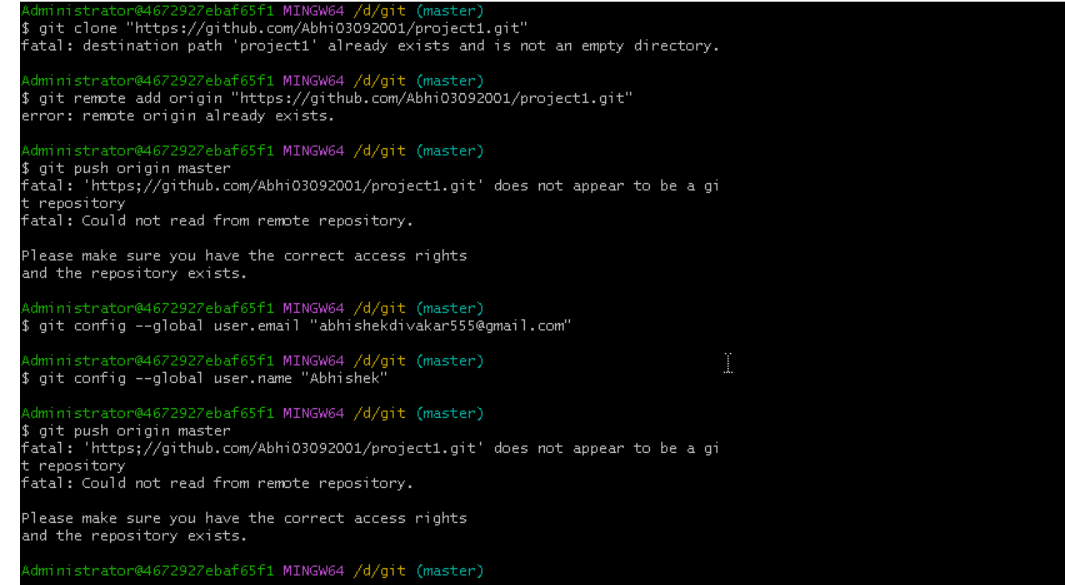 Administrator@4672927ebaf65f1 MINGW64 /d/git (master)
$ git clone "https://github.com/Abhi03092001/project1.git"
fatal: destination path 'project1' already exists and is not an empty directory.
Administrator@4672927ebaf65f1 MINGW64 /d/git (master)
$ git remote add origin "https://github.com/Abhi03092001/project1.git"
error: remote origin already exists.
Administrator@4672927ebaf65f1 MINGW64 /d/git (master)
$ git push origin master
fatal: 'https;//github.com/Abhi03092001/project1.git' does not appear to be a gi
t repository
fatal: Could not read from remote repository.
Please make sure you have the correct access rights
and the repository exists.
Administrator@4672927ebaf65f1 MINGW64 /d/git (master)
$ git config --global user.email "abhishekdivakar555@gmail.com"
Administrator@4672927ebaf65f1 MINGW64 /d/git (master)
$ git config --global user.name "Abhishek"
Administrator@4672927ebaf65f1 MINGW64 /d/git (master)
$ git push origin master
fatal: 'https;//github.com/Abhi03092001/project1.git' does not appear to be a gi
t repository
fatal: Could not read from remote repository.
Please make sure you have the correct access rights
and the repository exists.
Administrator@4672927ebaf65f1 MINGW64 /d/git (master)